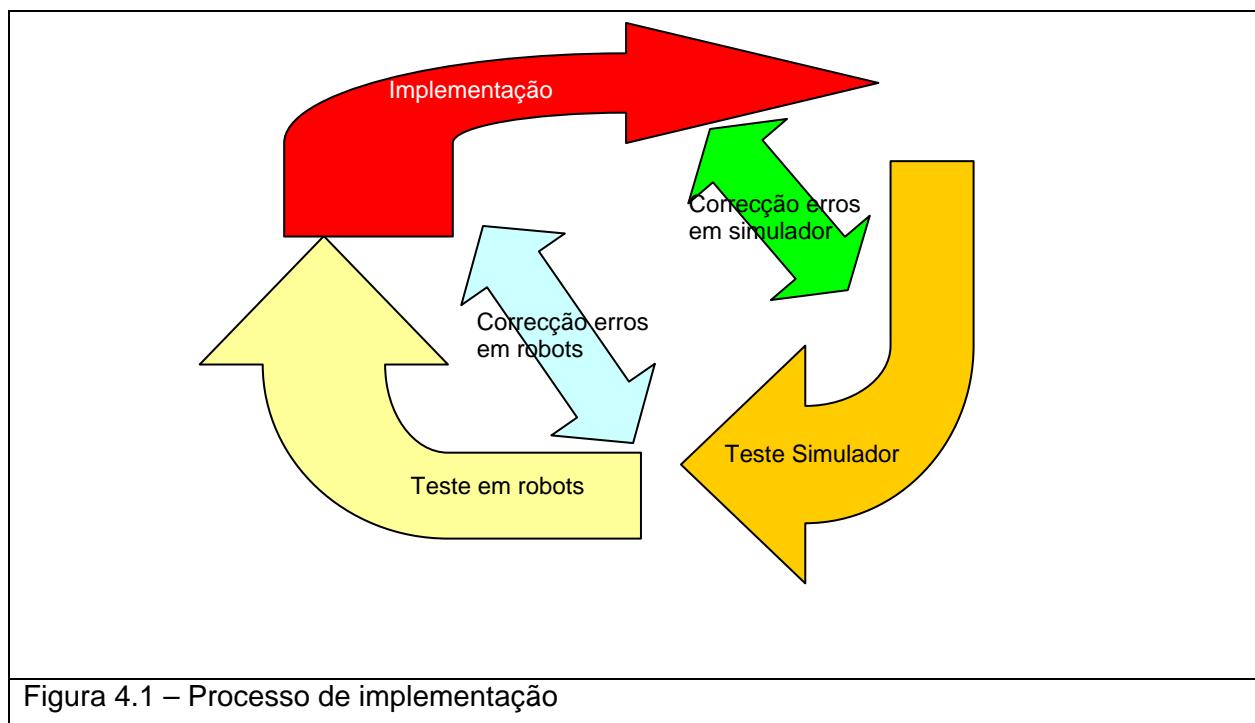 Implementação
Correcção erros
em simulador
Correcção erros
em robots
Teste Simulador
Teste em robots
Figura 4.1 – Processo de implementação